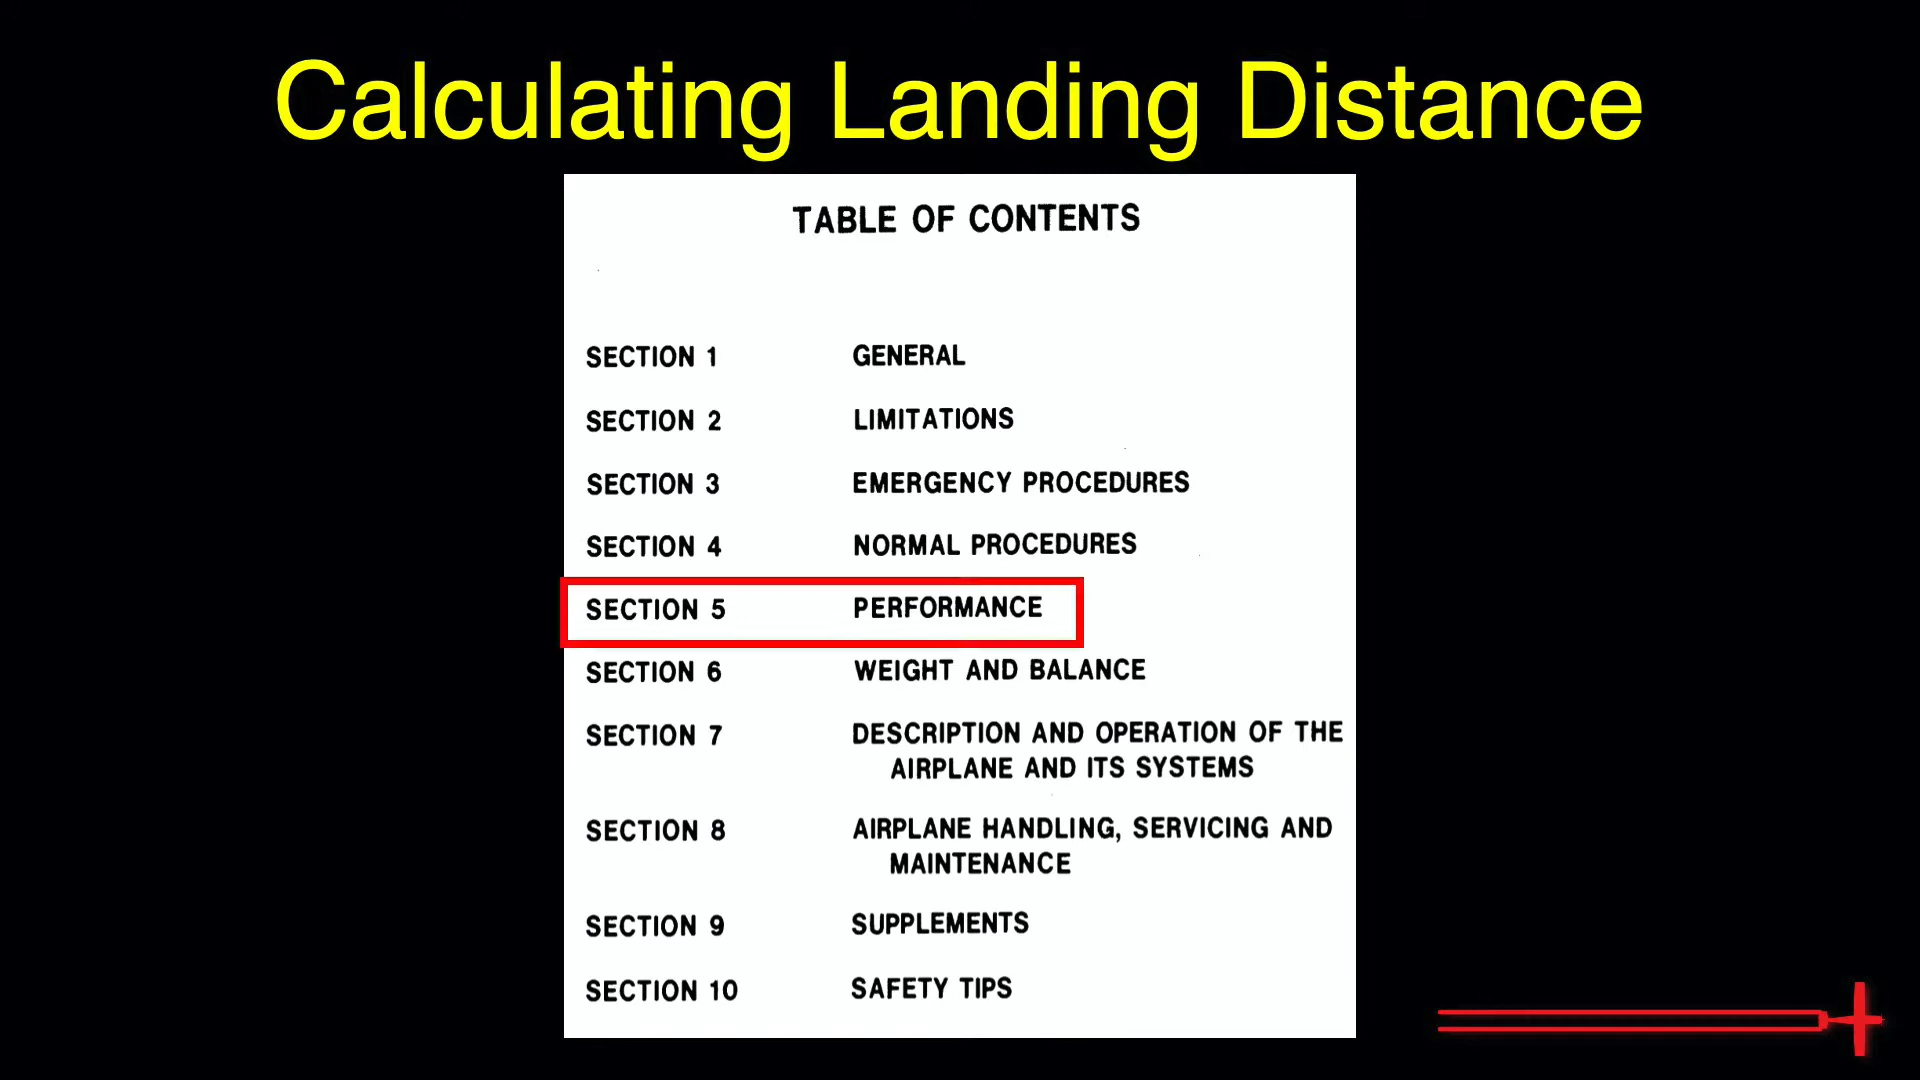 Calculating Landing Distance
TABLE OF CONTENTS
SECTION 1 GENERAL
SECTION 2 LIMITATIONS
SECTION 3 EMERGENCY PROCEDURES
SECTION 4 NORMAL PROCEDURES
SECTION 5 PERFORMANCE
SECTION 6 WEIGHT AND BALANCE
SECTION 7 DESCRIPTION AND OPERATION OF THE
AIRPLANE AND ITS SYSTEMS
SECTION 8 AIRPLANE HANDLING, SERVICING AND
MAINTENANCE
SECTION 9 SUPPLEMENTS
SECTION 10 SAFETY TIPS